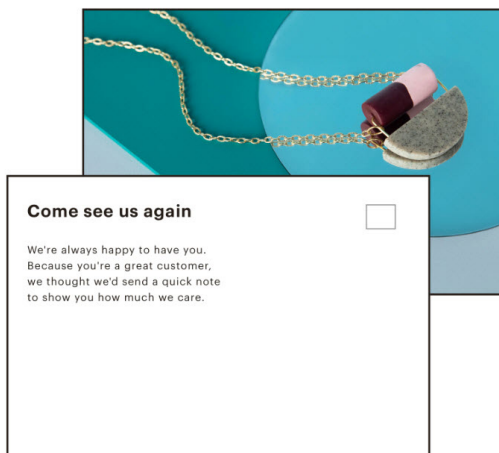 Come see us again
We're always happy to have you.
Because you're a great customer,
we thought we'd send a quick note
to show you how much we care.